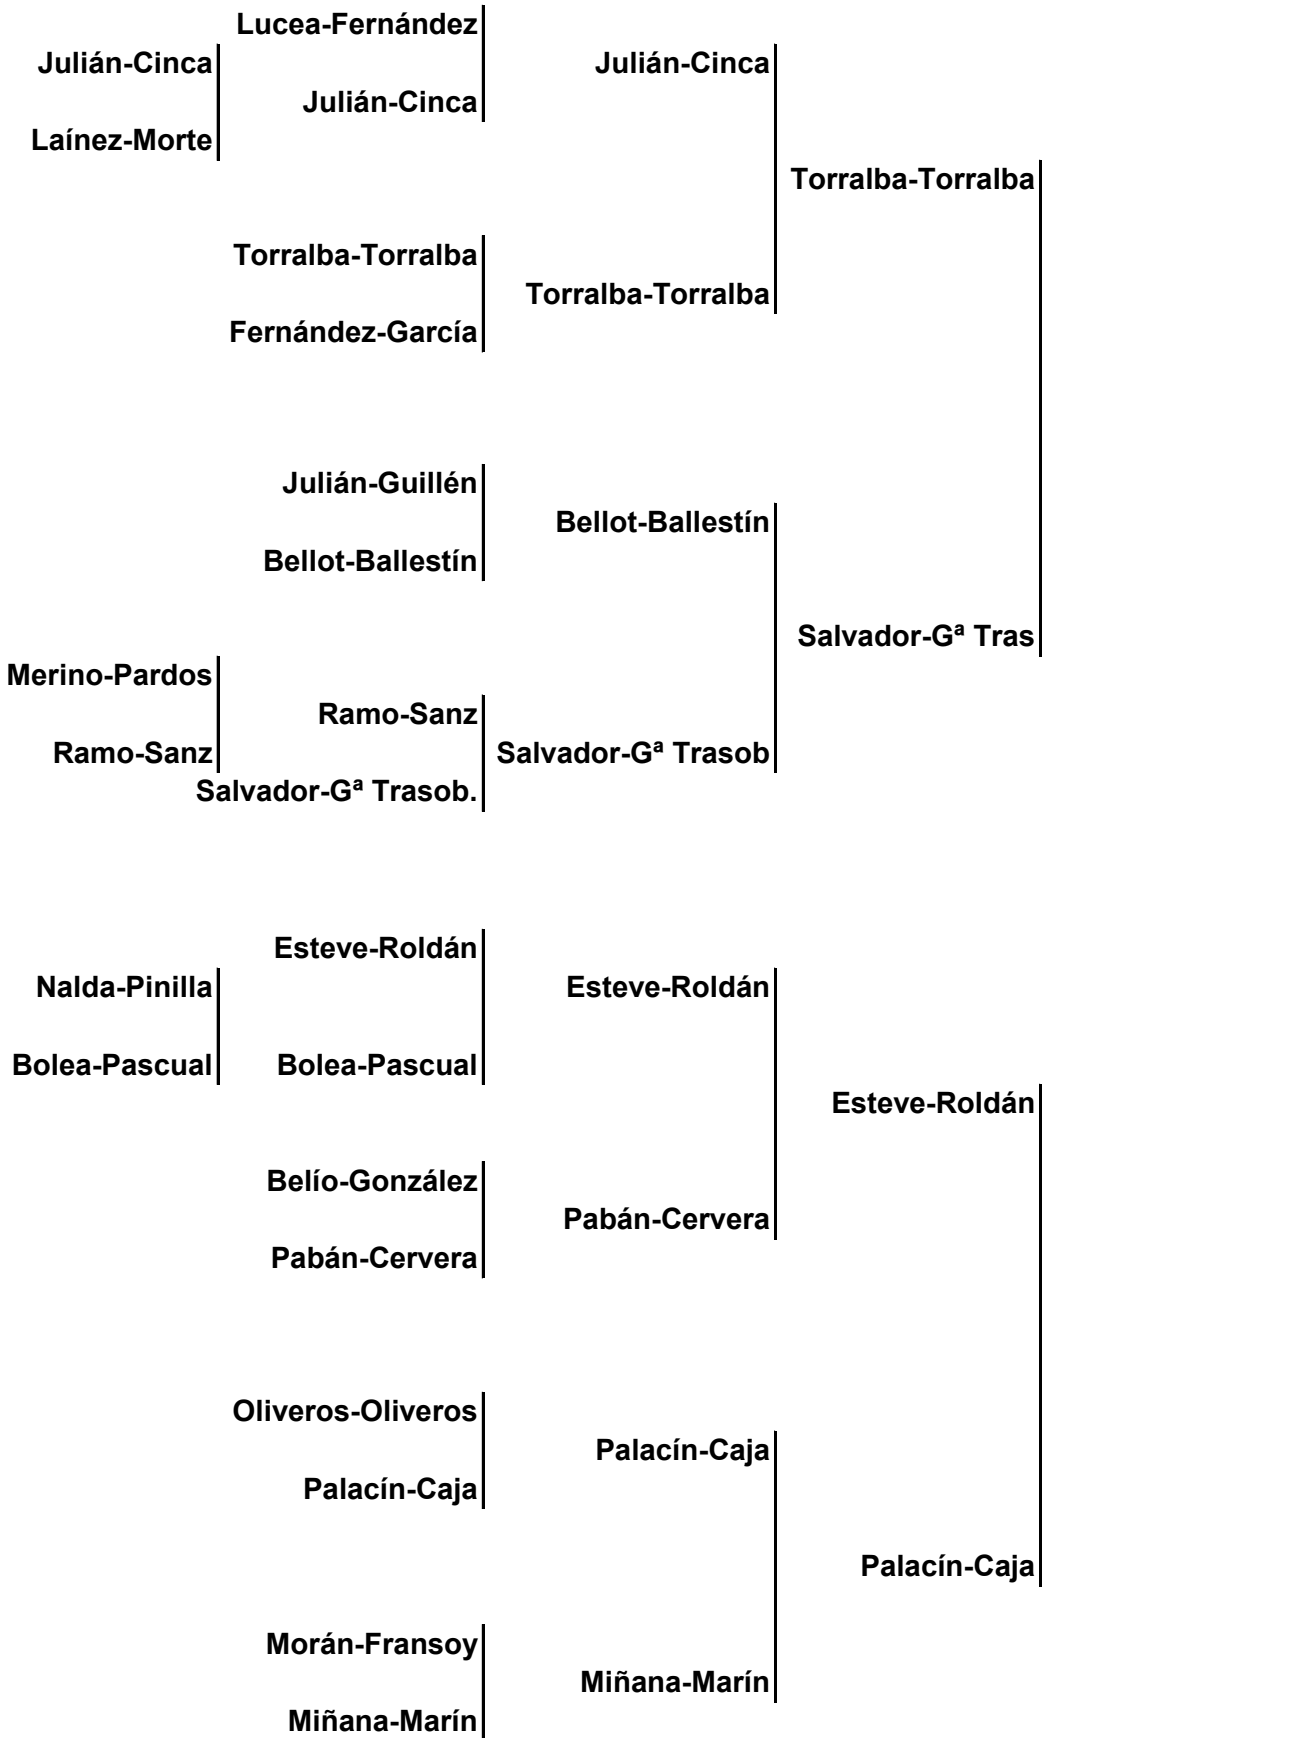 Lucea-Fernández
Julián-Cinca
Julián-Cinca
Julián-Cinca
Laínez-Morte
Torralba-Torralba
Torralba-Torralba
Torralba-Torralba
Fernández-García
Julián-Guillén
Bellot-Ballestín
Bellot-Ballestín
Salvador-Gª Tras
Merino-Pardos
Ramo-Sanz
Ramo-Sanz
Salvador-Gª Trasob
Salvador-Gª Trasob.
Esteve-Roldán
Nalda-Pinilla
Esteve-Roldán
Bolea-Pascual
Bolea-Pascual
Esteve-Roldán
Belío-González
Pabán-Cervera
Pabán-Cervera
Oliveros-Oliveros
Palacín-Caja
Palacín-Caja
Palacín-Caja
Morán-Fransoy
Miñana-Marín
Miñana-Marín